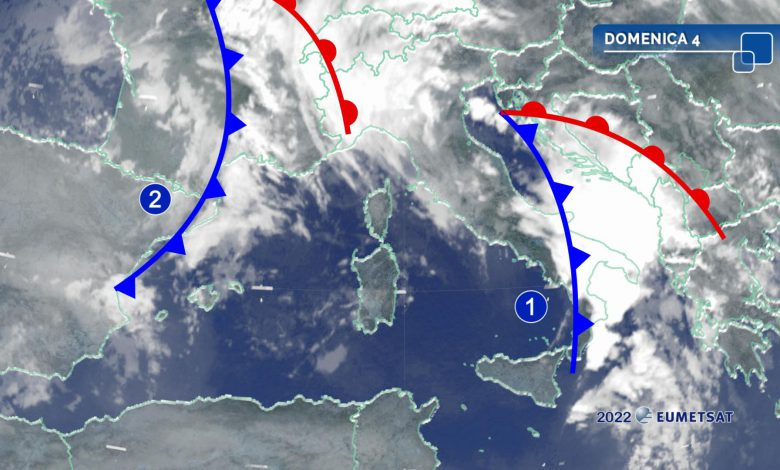 DOMENICA 4
2
1
2022 EUMETSAT